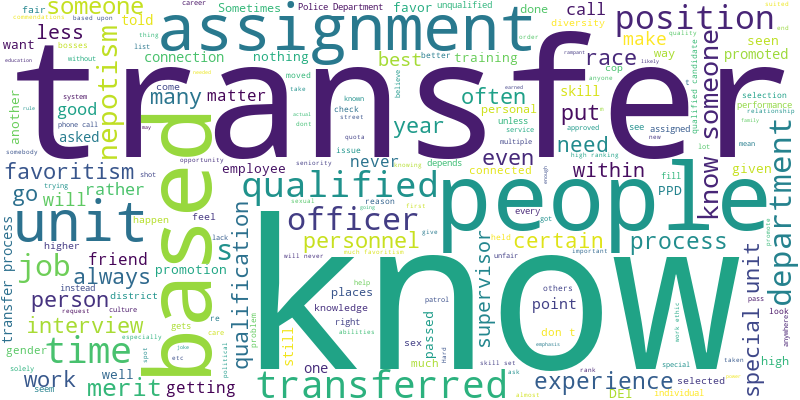 fair
career
someone
Sometimes
Police Department
favor
unqualified
call
position
commendations
based upon
told
done
diversity
suited
thing
assignment
order
race
make
quality
end
want
bosses
list
without
connection
nothing
best
training
cop
way
seen
promoted
education
less
transfer
rampant
nepotism
moved
take
better
believe
likely
anyone
skill
selection
performance
relationship
family
system
come
known
check
street
often
personal
earned
qualified candidate
another
rule
good
phone call
many
matter
actual
dont
quota
year
unless
service
approved
put
see
assigned
new
lot
mean
somebody
may
asked
opportunity
seniority
issue
never
even
multiple
need
know someone
favoritism
trying
shot
based
employee
depends
knowing
connected
within
high ranking
fill
PPD
given
go
will
rather
qualified
people
department
promote
unit
happen
feel
officer
sexual
reason
going
first
every
got
lack
s
qualification
personnel
give
held
certain
process
transfer process
higher
friend
will never
much favoritism
unfair
important
job
always
promotion
know
supervisor
help
others
special unit
instead
district
places
patrol
point
pass
look
anywhere
person
request
culture
re
knowledge
abilities
interview
especially
gets
care
problem
political
right
passed
hard
don t
emphasis
work ethic
gender
time
joke
spot
etc
still
sex
much
skill set
ask
rank
special
taken
high
solely
seem
work
well
merit
getting
one
transferred
almost
experience
selected
DEI
individual